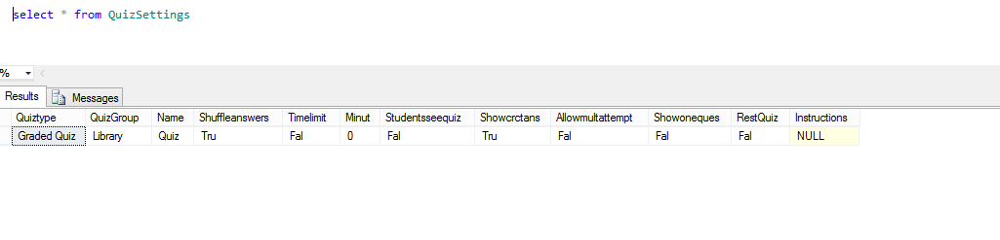 select * from QuizSettings
%
Results Messages
Quiztype QuizGroup Name Shuffleanswers Timelimit Minut Studentsseequiz Showcrctans Allowmultattempt Showoneques RestQuiz Instructions
Graded Quiz Library Quiz Tru Fal 0 Fal Tru Fal Fal Fal NULL